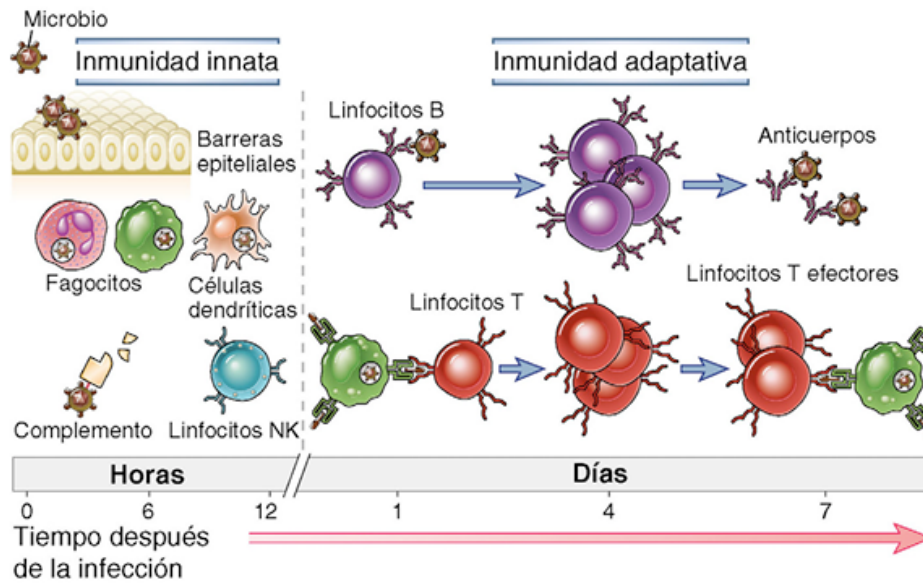 Microbio
Inmunidad innata
Inmunidad adaptativa
Barreras
epiteliales
Fagocitos
Células
dendríticas
Complemento
Linfocitos NK
Linfocitos B
Anticuerpos
Linfocitos T
Linfocitos T efectores
Horas
Días
0
6
12
1
4
7
Tiempo después
de la infección